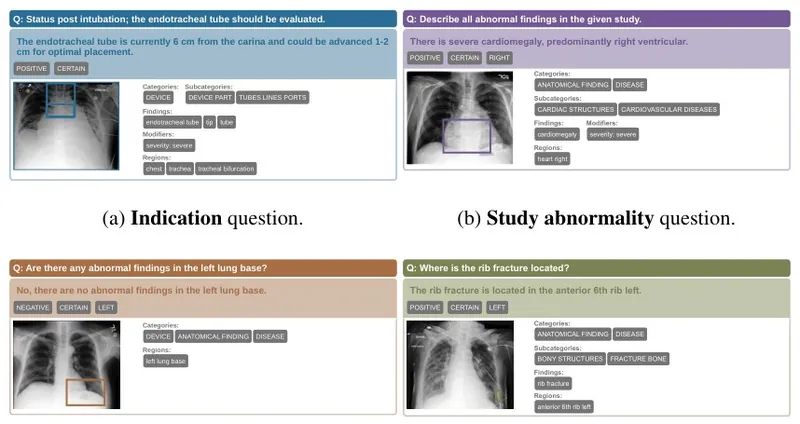 Q: Status post intubation; the endotracheal tube should be evaluated.
The endotracheal tube is currently 6 cm from the carina and could be advanced 1-2
cm for optimal placement.
POSITIVE CERTAIN
Categories: Subcategories:
DEVICE DEVICE PART TUBES LINES PORTS
Findings:
endotracheal tube tip tube
Modifiers:
severity: severe
Regions:
chest trachea tracheal bifurcation
(a) Indication question.
Q: Describe all abnormal findings in the given study.
There is severe cardiomegaly, predominantly right ventricular.
POSITIVE CERTAIN RIGHT
Categories:
ANATOMICAL FINDING DISEASE
Subcategories:
CARDIAC STRUCTURES CARDIOVASCULAR DISEASES
Findings: Modifiers:
cardiomegaly severity: severe
Regions:
heart right
(b) Study abnormality question.
Q: Are there any abnormal findings in the left lung base?
No, there are no abnormal findings in the left lung base.
NEGATIVE CERTAIN LEFT
Categories:
DEVICE ANATOMICAL FINDING DISEASE
Regions:
left lung base
Q: Where is the rib fracture located?
The rib fracture is located in the anterior 6th rib left.
POSITIVE CERTAIN LEFT
Categories:
ANATOMICAL FINDING DISEASE
Subcategories:
BONY STRUCTURES FRACTURE BONE
Findings:
rib fracture
Regions:
anterior 6th rib left